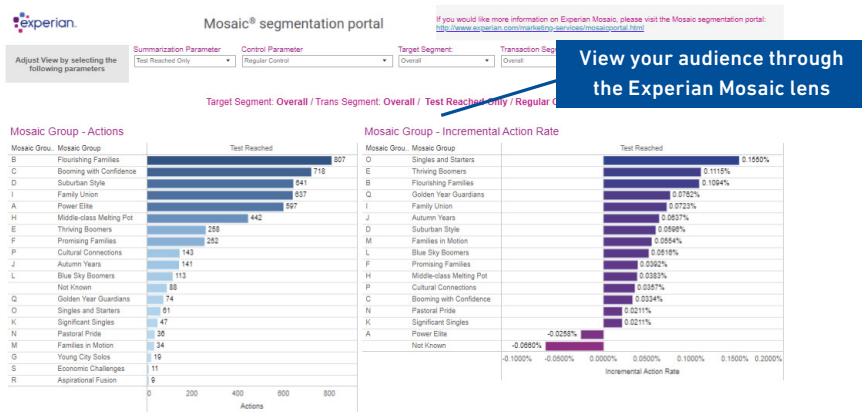 experian.
Mosaic® segmentation portal
If you would like more information on Experian Mosaic, please visit the Mosaic segmentation portal:
http://www.experian.com/marketing-services/mosaicportal.html
Adjust View by selecting the
following parameters
Summarization Parameter
Test Reached Only
Control Parameter
Regular Control
Target Segment:
Overall
Transaction Seg
Overall
View your audience through
the Experian Mosaic lens
Target Segment: Overall / Trans Segment: Overall / Test Reached Only / Regular C
Mosaic Group - Actions
Mosaic Grou.. Mosaic Group Test Reached
B Flourishing Families 807
C Booming with Confidence 718
D Suburban Style 641
I Family Union 637
A Power Elite 597
H Middle-class Melting Pot 442
E Thriving Boomers 258
F Promising Families 252
P Cultural Connections 143
J Autumn Years 141
L Blue Sky Boomers 113
Not Known 88
Q Golden Year Guardians 74
O Singles and Starters 61
K Significant Singles 47
N Pastoral Pride 36
M Families in Motion 34
G Young City Solos 19
S Economic Challenges 11
R Aspirational Fusion 9
0 200 400 600 800
Actions
Mosaic Group - Incremental Action Rate
Mosaic Grou.. Mosaic Group Test Reached
O Singles and Starters 0.1550%
E Thriving Boomers 0.1115%
B Flourishing Families 0.1094%
Q Golden Year Guardians 0.0762%
I Family Union 0.0723%
J Autumn Years 0.0637%
D Suburban Style 0.0596%
M Families in Motion 0.0554%
L Blue Sky Boomers 0.0516%
F Promising Families 0.0392%
H Middle-class Melting Pot 0.0383%
P Cultural Connections 0.0357%
C Booming with Confidence 0.0334%
N Pastoral Pride 0.0211%
K Significant Singles 0.0211%
A Power Elite -0.0258%
Not Known -0.0660%
-0.1000% -0.0500% 0.0000% 0.0500% 0.1000% 0.1500% 0.2000%
Incremental Action Rate